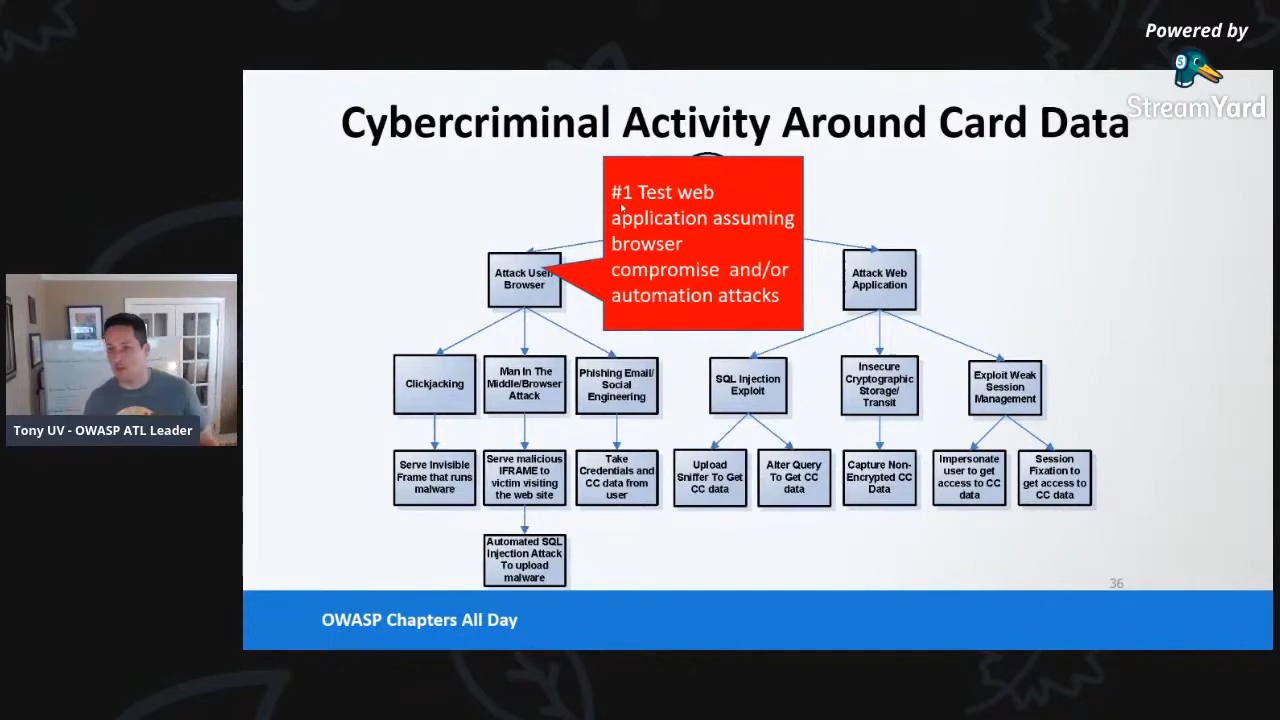 Powered by
StreamYard
Cybercriminal Activity Around Card Data
#1 Test web
application assuming
browser
compromise and/or
automation attacks
Attack User
Browser
Attack Web
Application
Clickjacking
Man In The
Middle/Browser
Attack
Phishing Email/
Social
Engineering
SQL Injection
Exploit
Insecure
Cryptographic
Storage/
Transit
Exploit Weak
Session
Management
Serve Invisible
Frame that runs
malware
Serve malicious
IFRAME to
victim visiting
the web site
Take
Credentials and
CC data from
user
Upload
Sniffer To Get
CC data
Alter Query
To Get CC
data
Capture Non-
Encrypted CC
Data
Impersonate
user to get
access to CC
data
Session
Fixation to
get access to
CC data
Automated SQL
Injection Attack
To upload
malware
36
OWASP Chapters All Day
Tony UV - OWASP ATL Leader